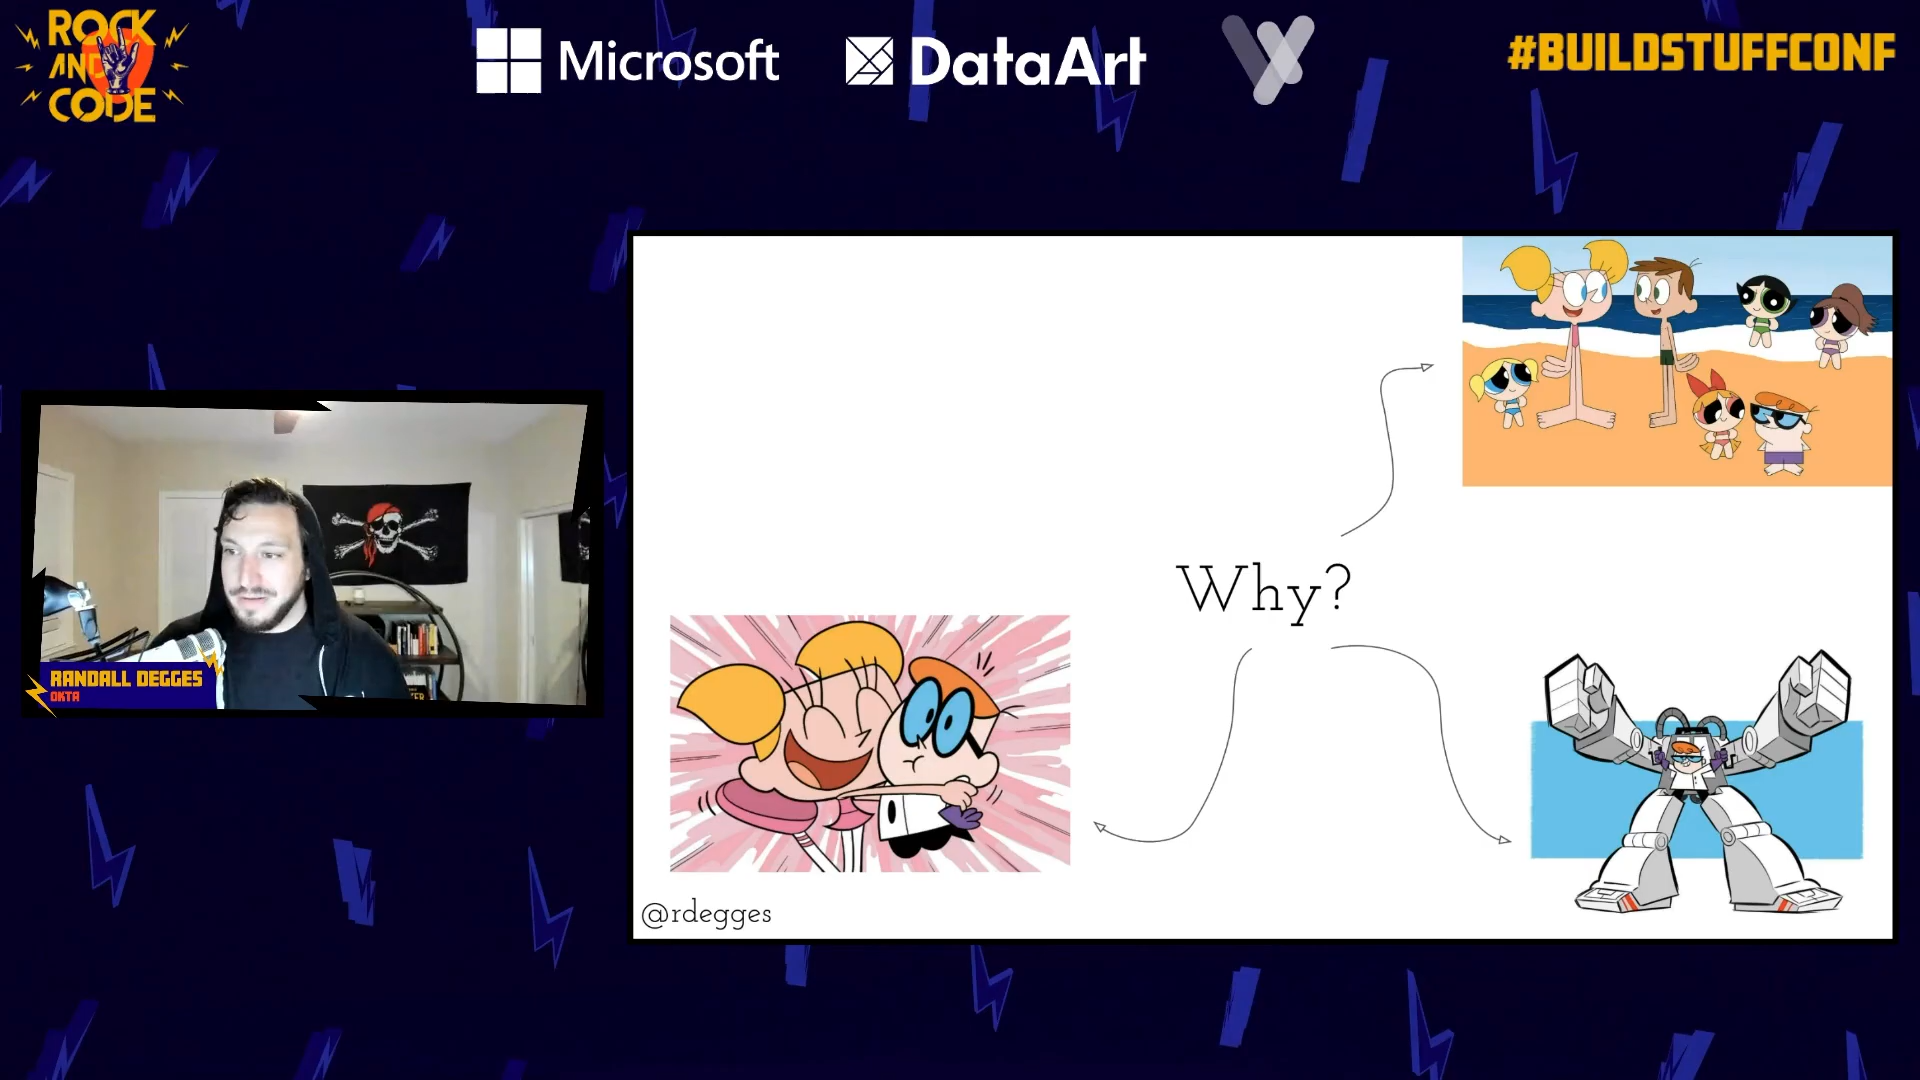 ROCK
AND
CODE
Microsoft
DataArt
#BUILDSTUFFCONF
Why?
RANDALL DEGGES
OKTA
@rdegges